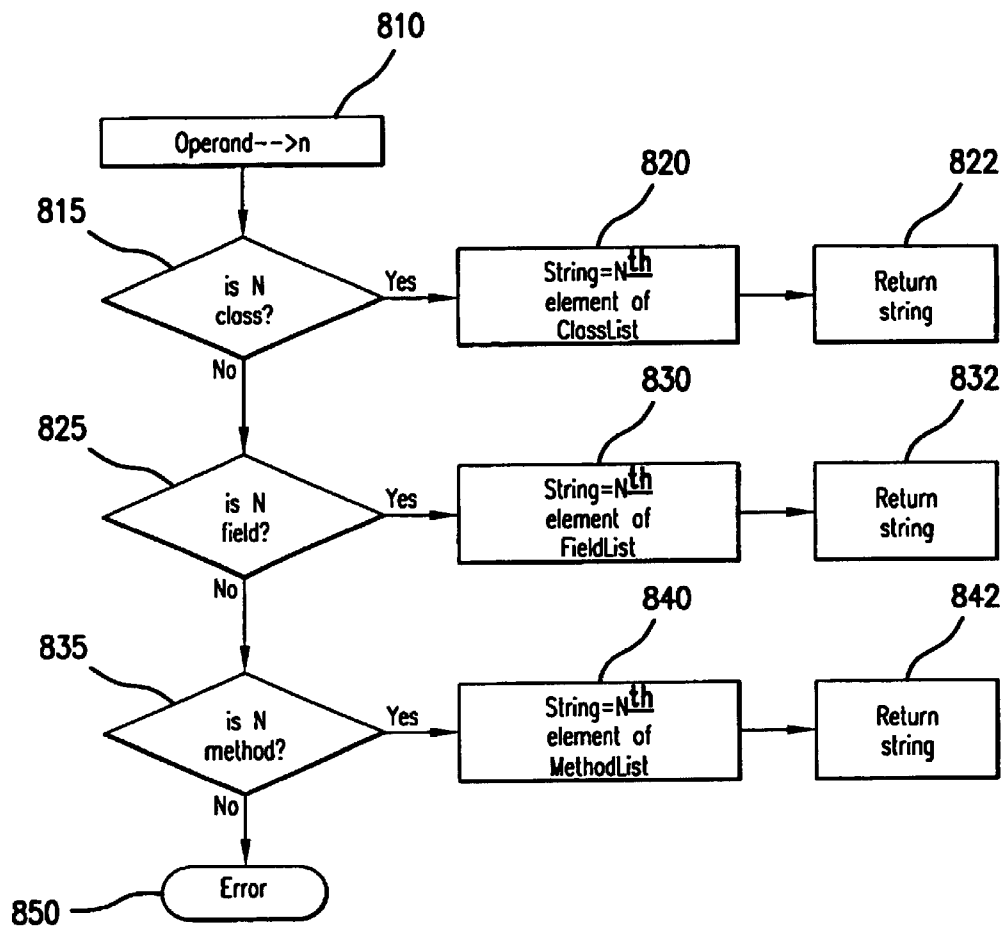 810
Operand-->n
815
820
822
is N
class?
Yes
String=Nth
element of
ClassList
Return
string
No
825
830
832
is N
field?
Yes
String=Nth
element of
FieldList
Return
string
No
835
840
842
is N
method?
Yes
String=Nth
element of
MethodList
Return
string
No
Error
850